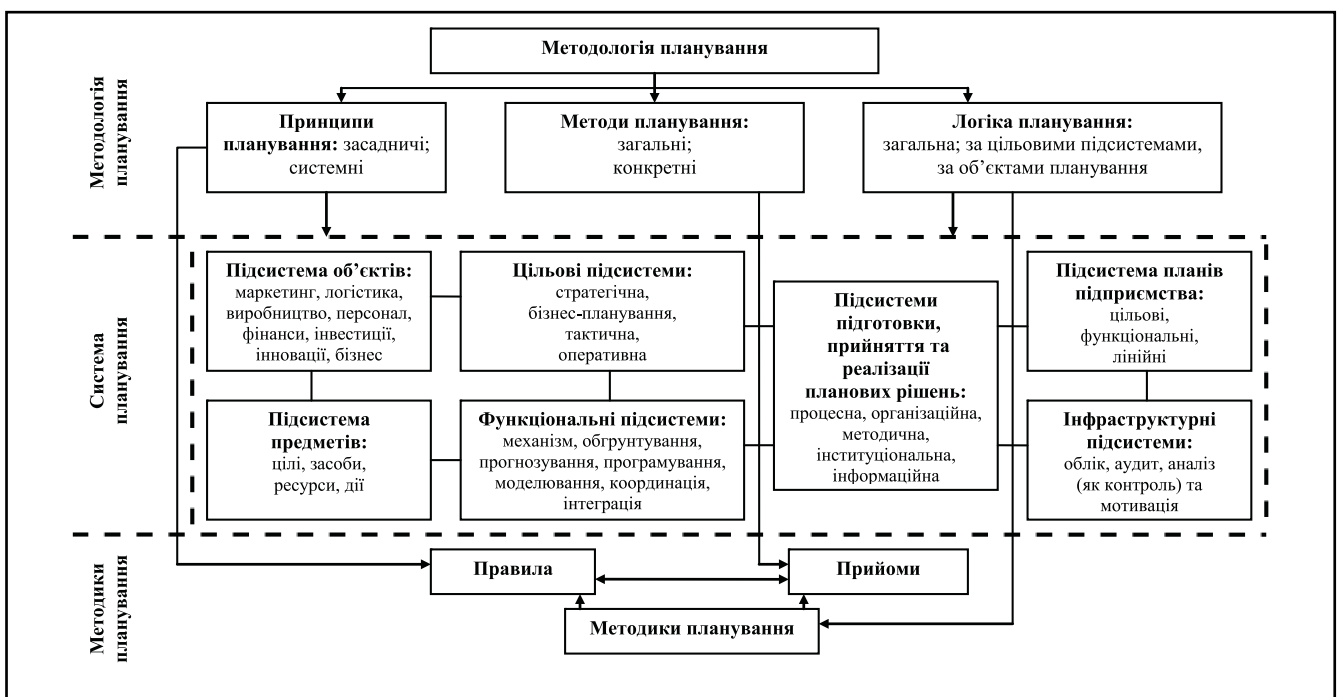 Методологія планування
Методологія
планування
Принципи
планування: засадничі;
системні
Методи планування:
загальні;
конкретні
Логіка планування:
загальна; за цільовими підсистемами,
за об’єктами планування
Система
планування
Підсистема об’єктів:
маркетинг, логістика,
виробництво, персонал,
фінанси, інвестиції,
інновації, бізнес
Цільові підсистеми:
стратегічна,
бізнес-планування,
тактична,
оперативна
Підсистеми
підготовки,
прийняття та
реалізації
планових рішень:
процесна, організаційна,
методична,
інституціональна,
інформаційна
Підсистема планів
підприємства:
цільові,
функціональні,
лінійні
Підсистема
предметів:
цілі, засоби,
ресурси, дії
Функціональні підсистеми:
механізм, обгрунтування,
прогнозування, програмування,
моделювання, координація,
інтеграція
Інфраструктурні
підсистеми:
облік, аудит, аналіз
(як контроль) та
мотивація
Методики
планування
Правила
Прийоми
Методики планування